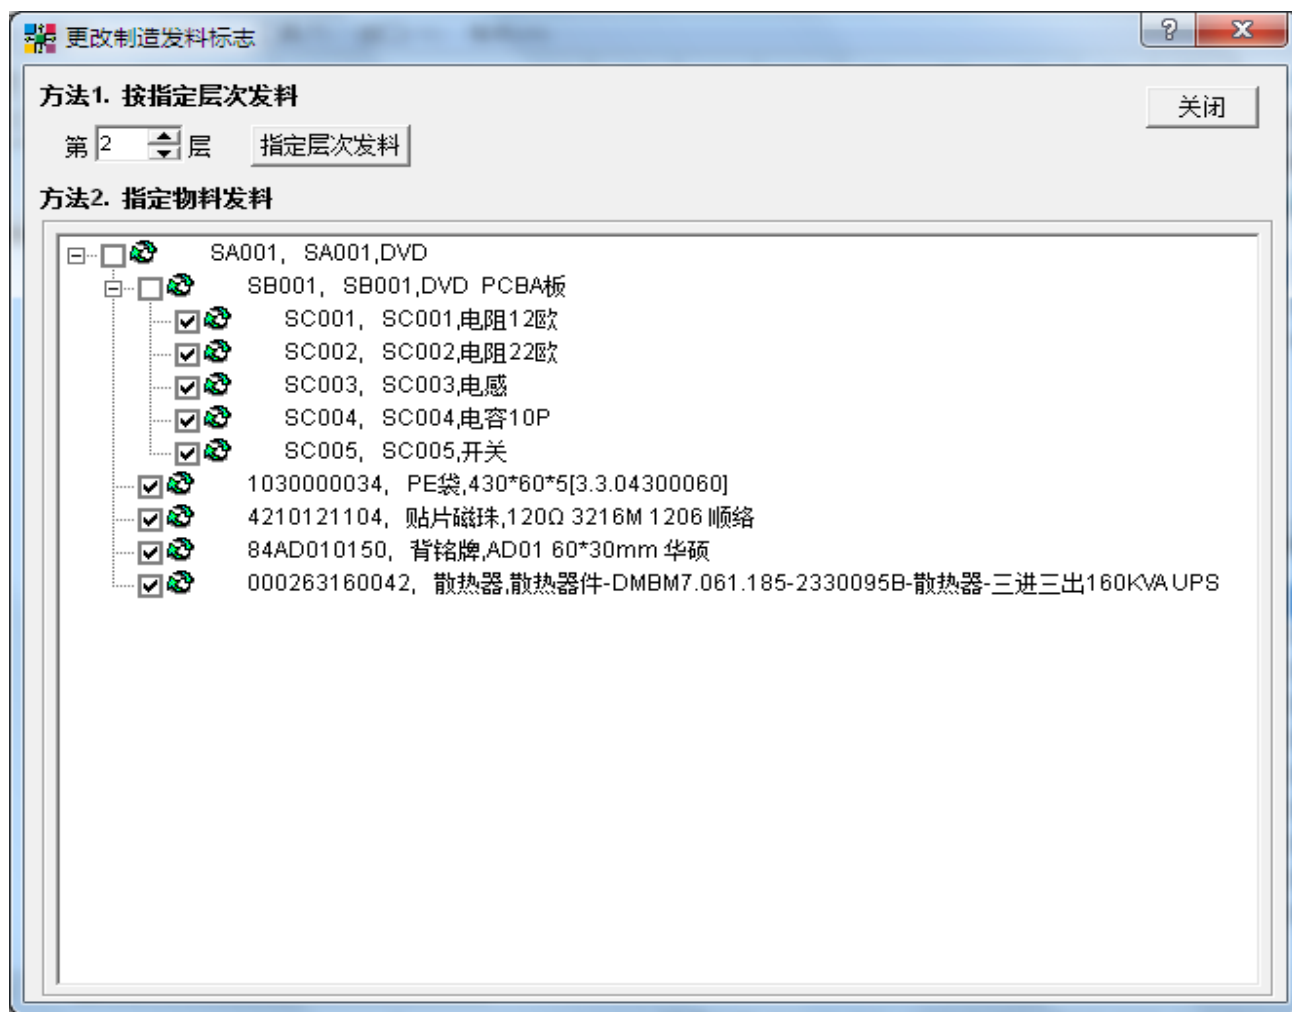 更改制造发料标志
方法1. 按指定层次发料
关闭
第 2 层 指定层次发料
方法2. 指定物料发料
SA001, SA001,DVD
SB001, SB001,DVD PCBA板
SC001, SC001,电阻12欧
SC002, SC002,电阻22欧
SC003, SC003,电感
SC004, SC004,电容10P
SC005, SC005,开关
1030000034, PE袋,430*60*5[3.3.04300060]
4210121104, 贴片磁珠,120Ω 3216M 1206 顺络
84AD010150, 背铭牌,AD01 60*30mm 华硕
000263160042, 散热器,散热器件-DMBM7.061.185-2330095B-散热器-三进三出160KVA UPS